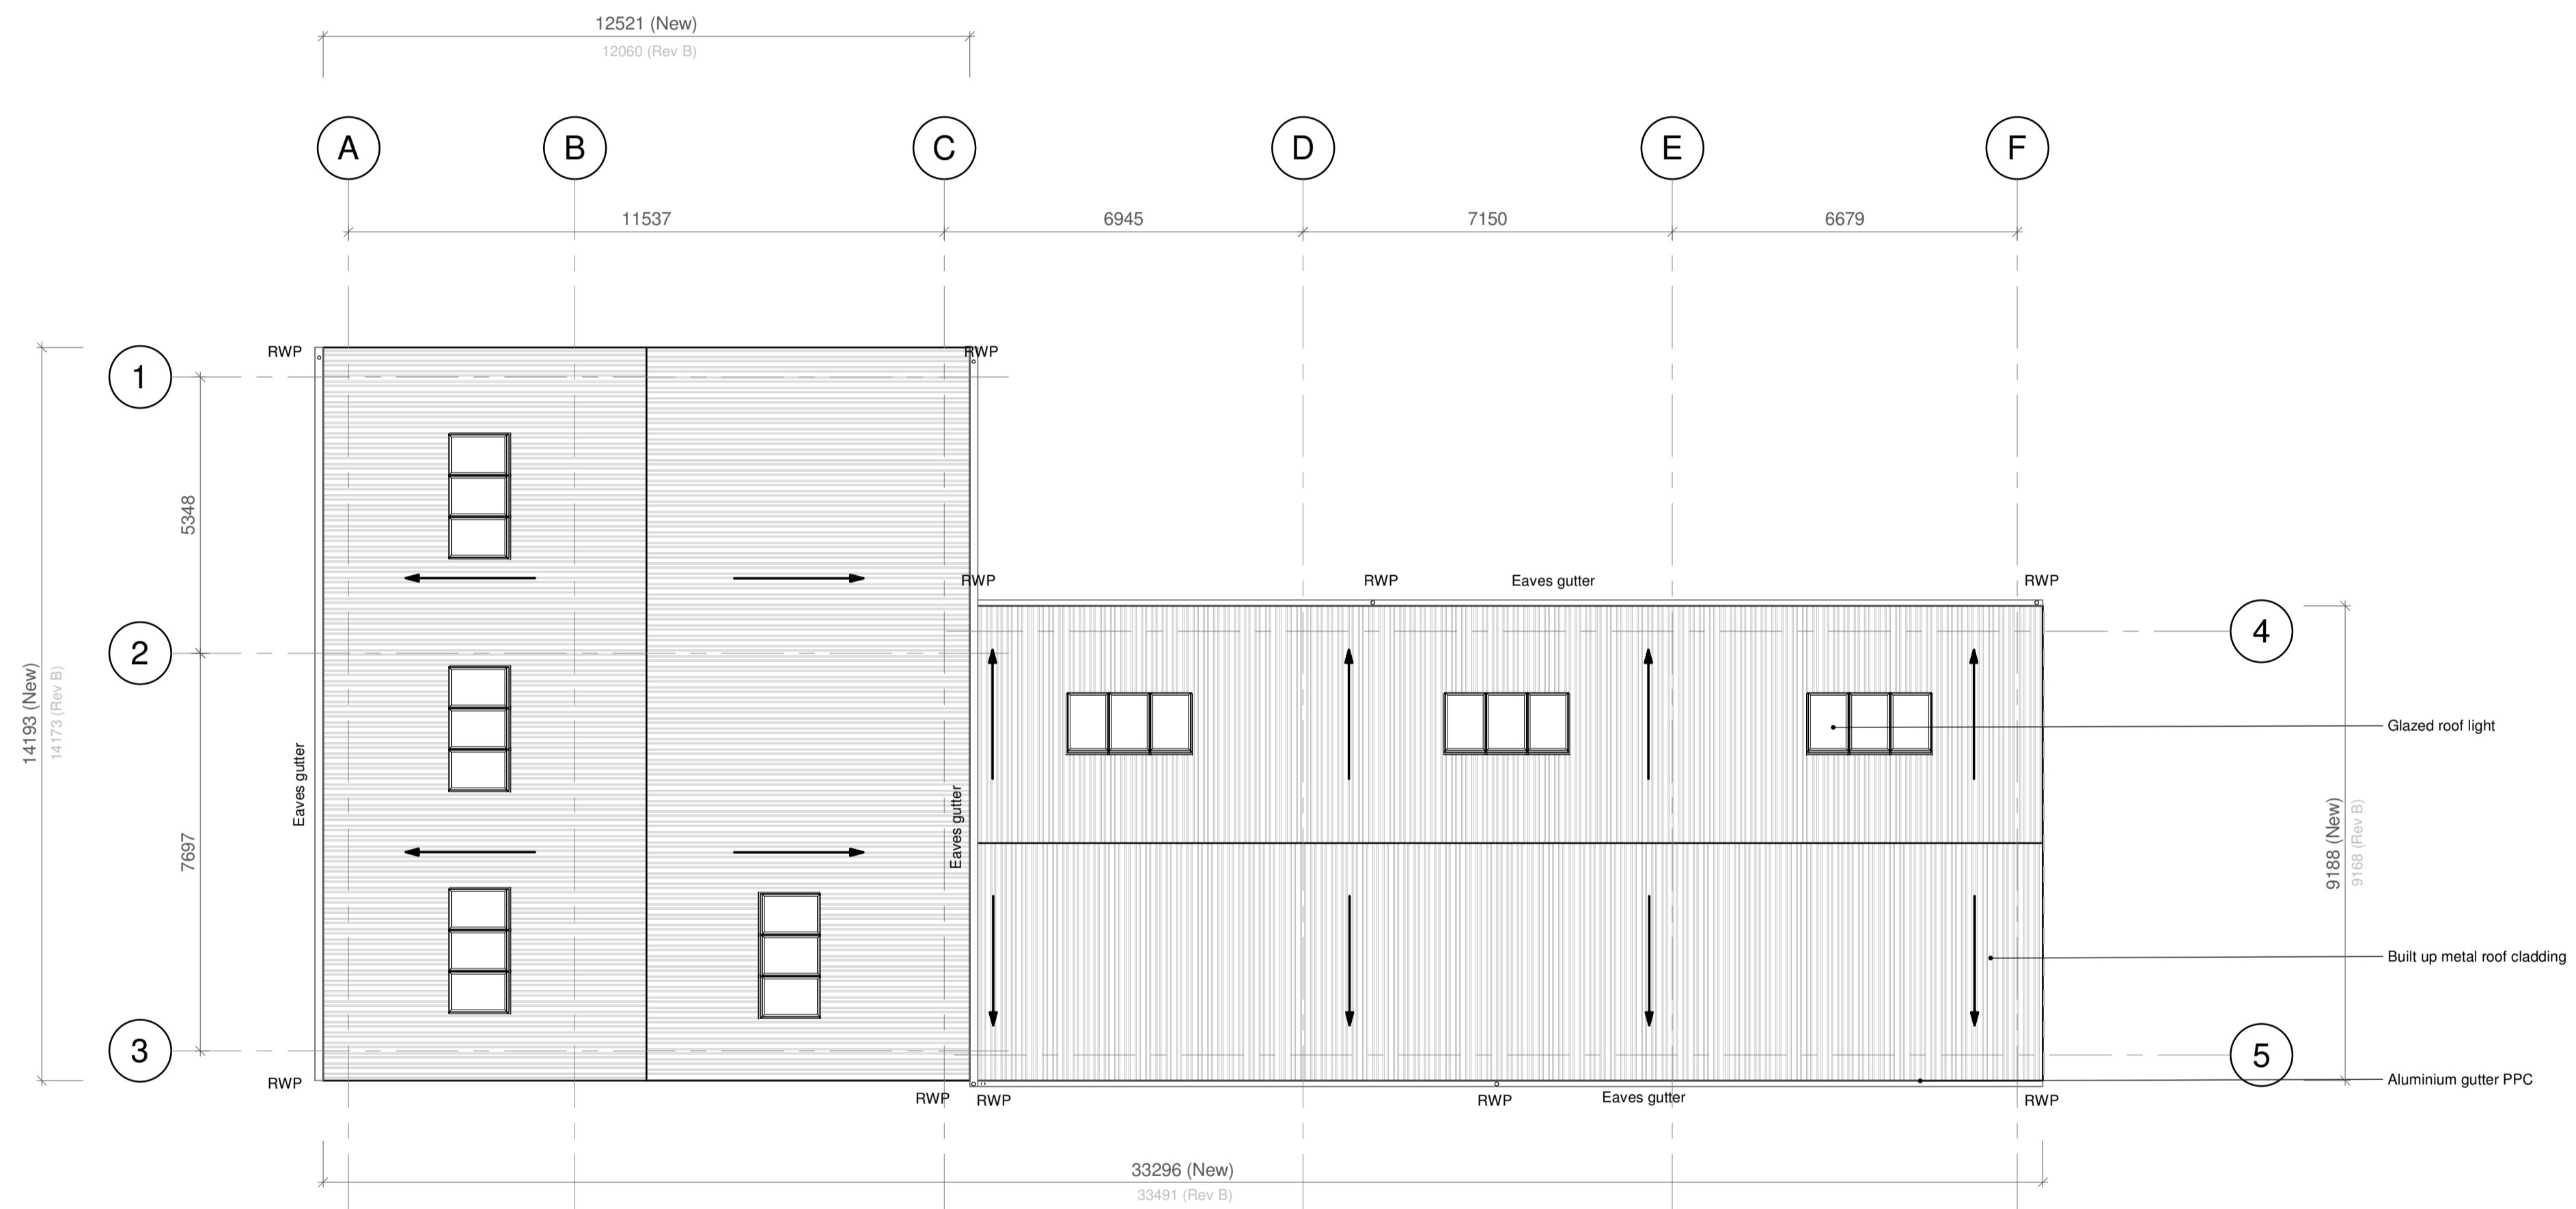 12521 (New)
12060 (Rev B)
A B C D E F
11537 6945 7150 6679
RWP RWP
1
5348
RWP RWP Eaves gutter RWP
2
4
14193 (New)
14173 (Rev B)
Glazed roof light
Eaves gutter
Eaves gutter
7697
9188 (New)
9168 (Rev B)
Built up metal roof cladding
3
5
RWP
Aluminium gutter PPC
RWP RWP RWP Eaves gutter RWP
33296 (New)
33491 (Rev B)